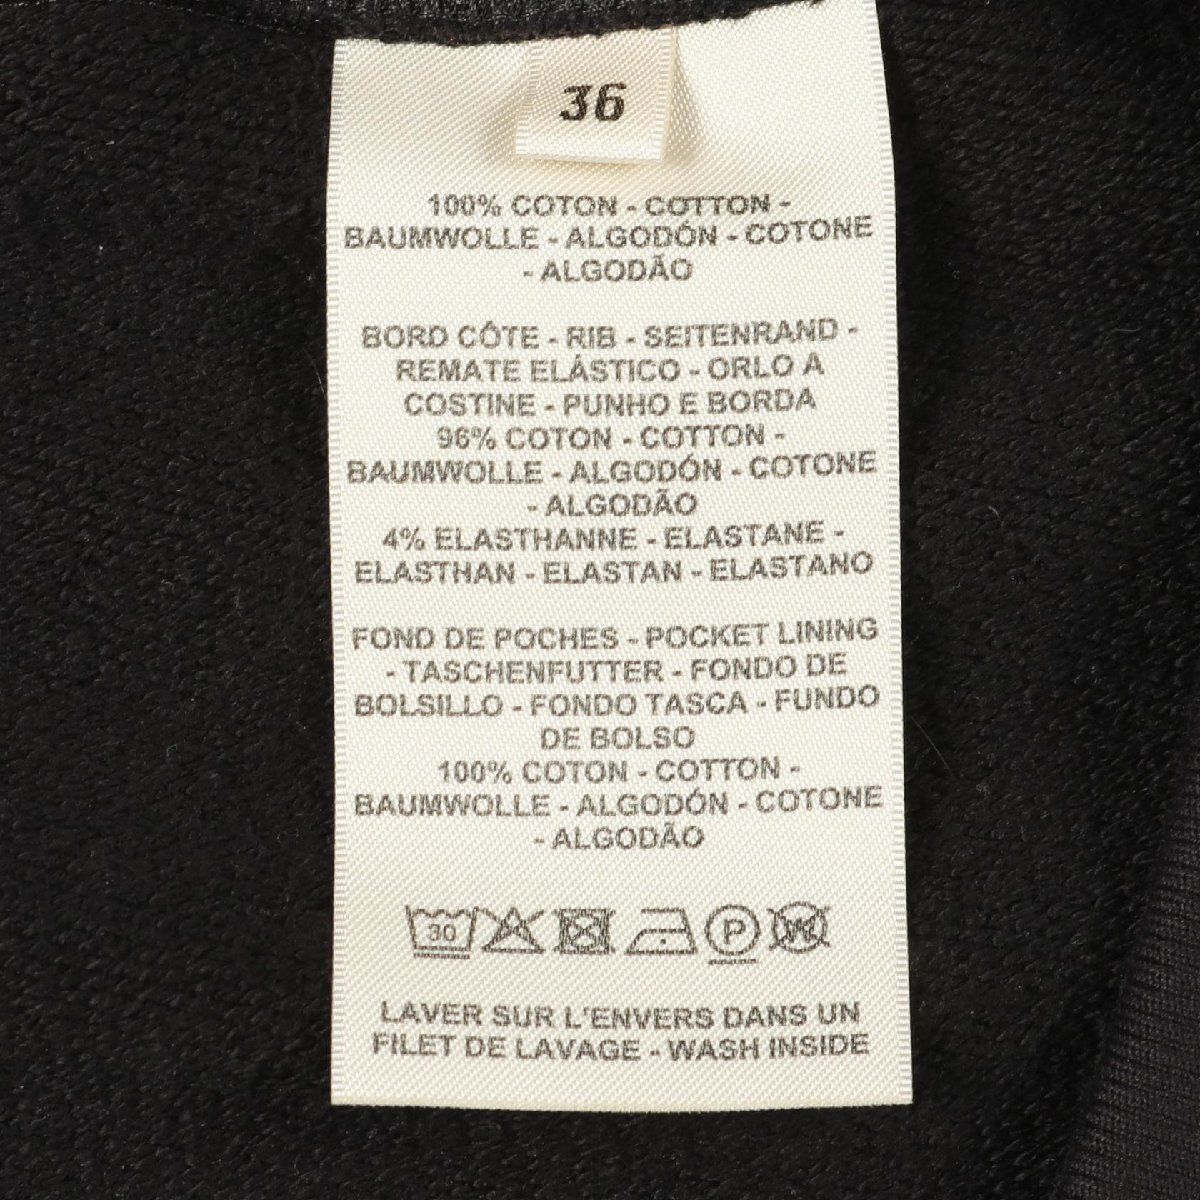 36
100% COTON - COTTON -
BAUMWOLLE - ALGODÓN - COTONE
- ALGODÃO
BORD CÔTE - RIB - SEITENRAND -
REMATE ELÁSTICO - ORLO A
COSTINE - PUNHO E BORDA
96% COTON - COTTON -
BAUMWOLLE - ALGODÓN - COTONE
- ALGODÃO
4% ELASTHANNE - ELASTANE -
ELASTHAN - ELASTAN - ELASTANO
FOND DE POCHES - POCKET LINING
- TASCHENFUTTER - FONDO DE
BOLSILLO - FONDO TASCA - FUNDO
DE BOLSO
100% COTON - COTTON -
BAUMWOLLE - ALGODÓN - COTONE
- ALGODÃO
30 P W
LAVER SUR L'ENVERS DANS UN
FILET DE LAVAGE - WASH INSIDE